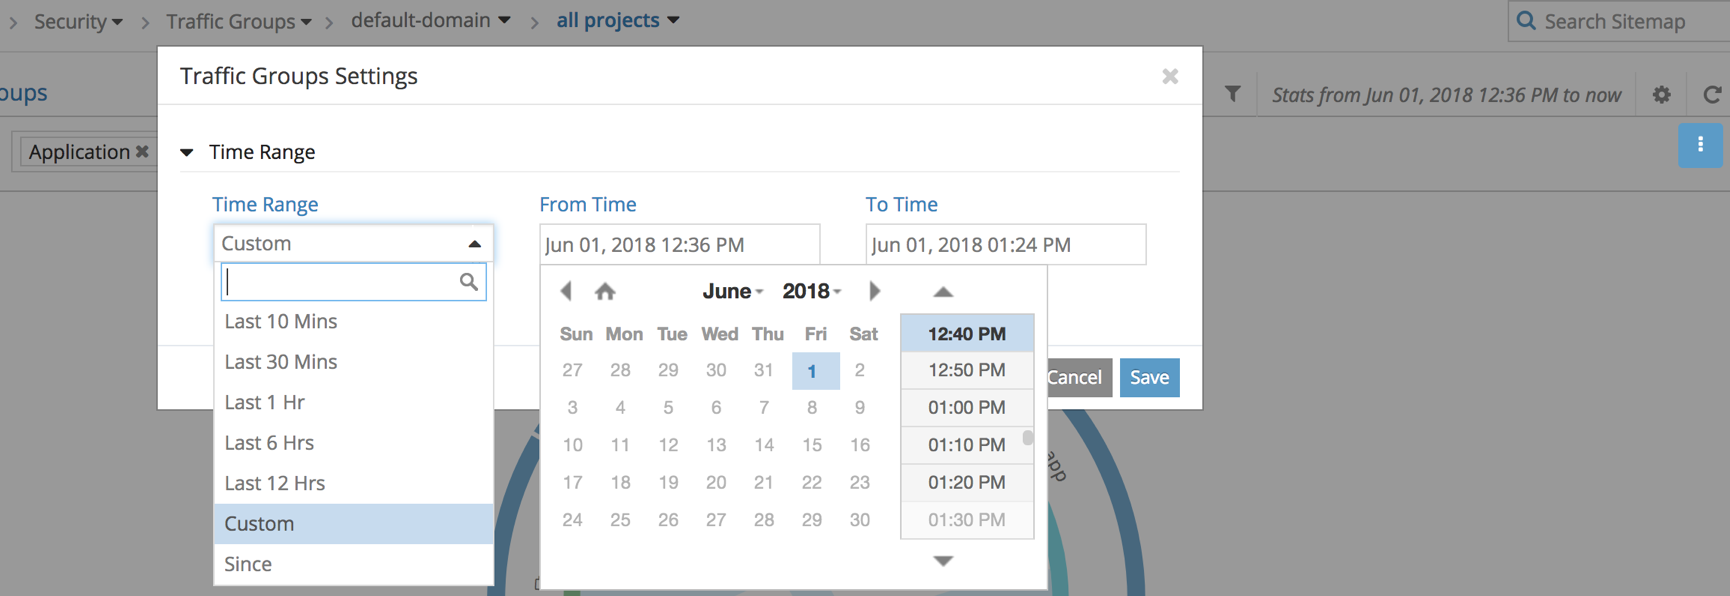 Security
Traffic Groups
default-domain
all projects
Search Sitemap
Traffic Groups Settings
oups
Stats from Jun 01, 2018 12:36 PM to now
Application
Time Range
Time Range
From Time
To Time
Custom
Jun 01, 2018 12:36 PM
Jun 01, 2018 01:24 PM
Last 10 Mins
Last 30 Mins
Last 1 Hr
Last 6 Hrs
Last 12 Hrs
Custom
Since
June 2018
Sun Mon Tue Wed Thu Fri Sat
27 28 29 30 31 1 2
3 4 5 6 7 8 9
10 11 12 13 14 15 16
17 18 19 20 21 22 23
24 25 26 27 28 29 30
12:40 PM
12:50 PM
01:00 PM
01:10 PM
01:20 PM
01:30 PM
Cancel
Save
app